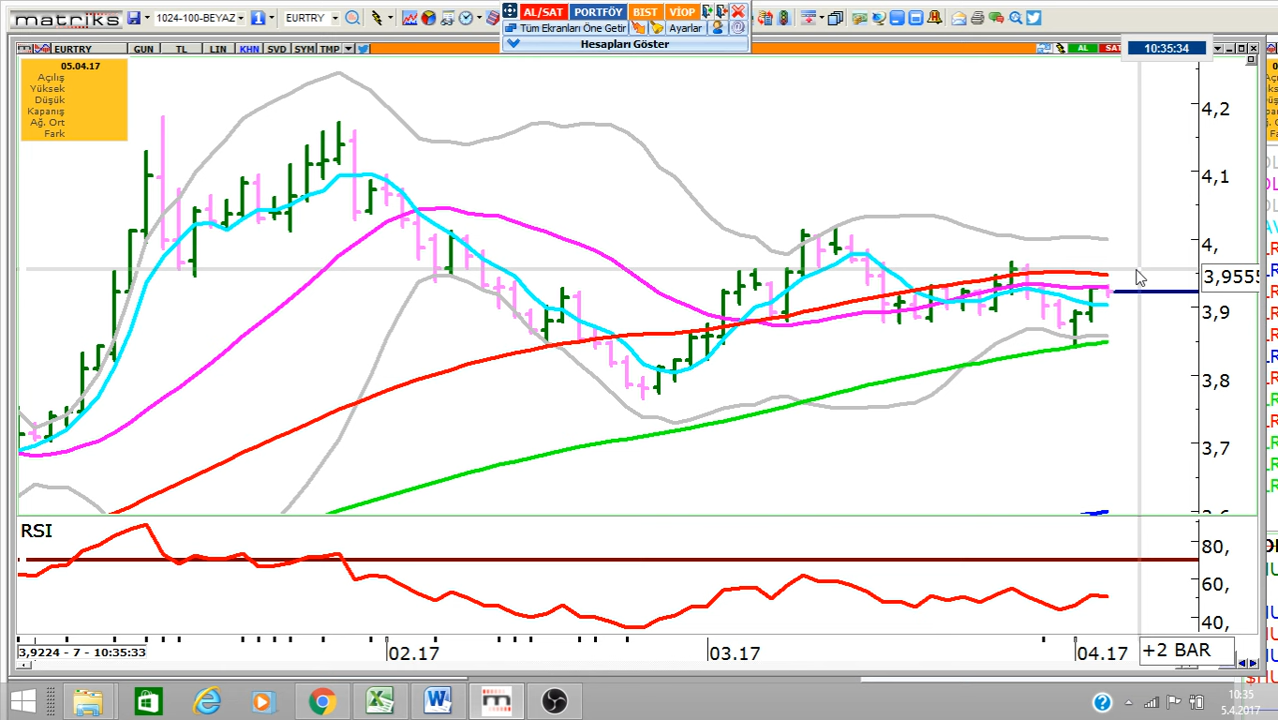 matriks
1024-100-BEYAZ
EURTRY
AL/SAT PORTFÖY BIST VİOP
Tüm Ekranları Öne Getir Ayarlar
Hesapları Göster
EURTRY GUN TL LIN KHN SVD SYM TMP
AL SAT
10:35:34
05.04.17
Açılış
Yüksek
Düşük
Kapanış
Ağ. Ort
Fark
4,2
4,1
4,
3,9555
3,9
3,8
3,7
3,6
RSI
80,
60,
40,
3,9224 - 7 - 10:35:33
02.17
03.17
04.17
+2 BAR
10:35
5.4.2017